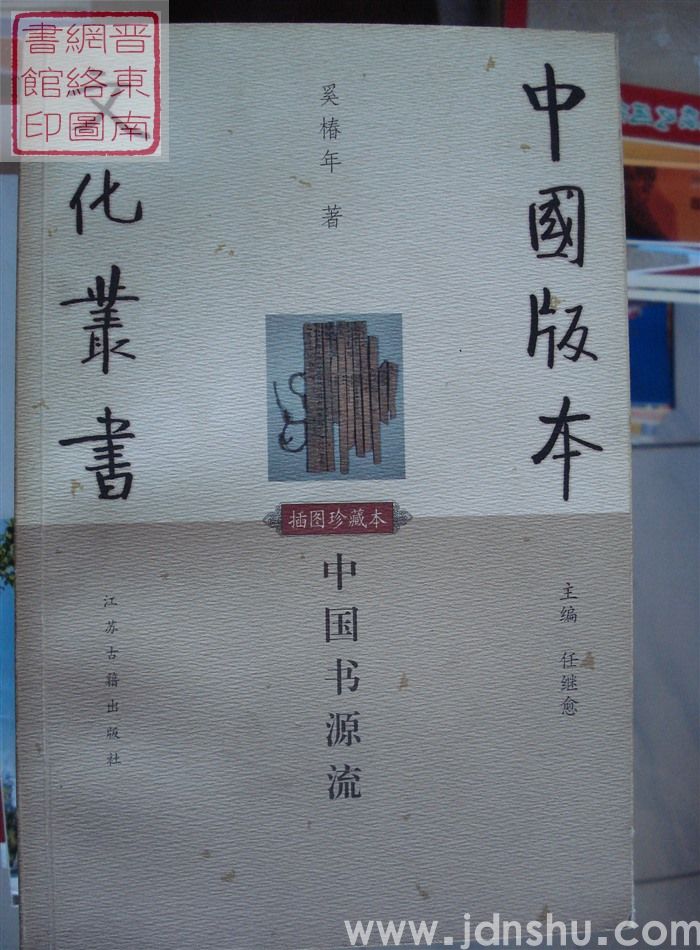 中國版本
文化叢書
奚椿年 著
插图珍藏本
中国书源流
主编 任继愈
江苏古籍出版社
晋東南
網絡圖
書館印
www.jdnshu.com